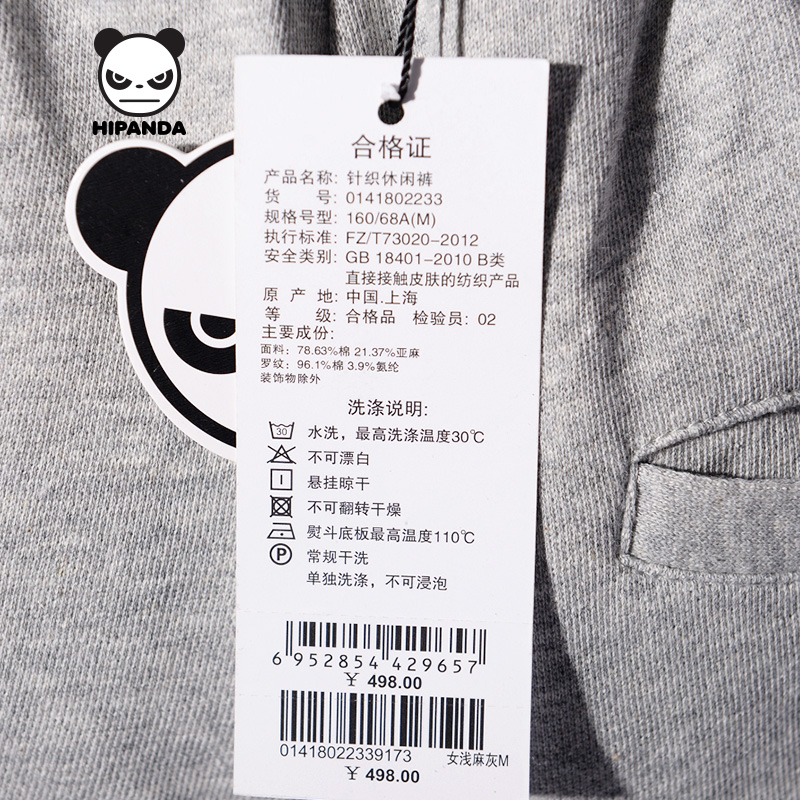 HIPANDA
合格证
产品名称: 针织休闲裤
货 号: 0141802233
规格号型: 160/68A(M)
执行标准: FZ/T73020-2012
安全类别: GB 18401-2010 B类
直接接触皮肤的纺织产品
原 产 地: 中国.上海
等 级: 合格品 检验员: 02
主要成份:
面料: 78.63%棉 21.37%亚麻
罗纹: 96.1%棉 3.9%氨纶
装饰物除外
洗涤说明:
30 水洗，最高洗涤温度30℃
不可漂白
悬挂晾干
不可翻转干燥
熨斗底板最高温度110℃
P 常规干洗
单独洗涤，不可浸泡
6 952854 429657
¥ 498.00
01418022339173 女浅麻灰M
¥ 498.00